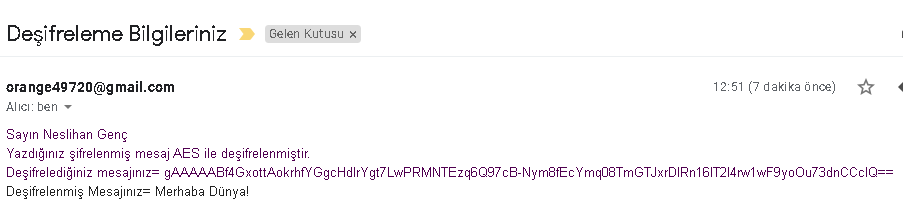 Deşifreleme Bilgileriniz Gelen Kutusu x
orange49720@gmail.com 12:51 (7 dakika önce)
Alıcı: ben
Sayın Neslihan Genç
Yazdığınız şifrelenmiş mesaj AES ile deşifrelenmiştir.
Deşifrelediğiniz mesajınız= gAAAAABf4GxottAokrhfYGgcHdlrYgt7LwPRMNTEzq6Q97cB-Nym8fEcYmq08TmGTJxrDlRn16IT2l4rw1wF9yoOu73dnCCclQ==
Deşifrelenmiş Mesajınız= Merhaba Dünya!